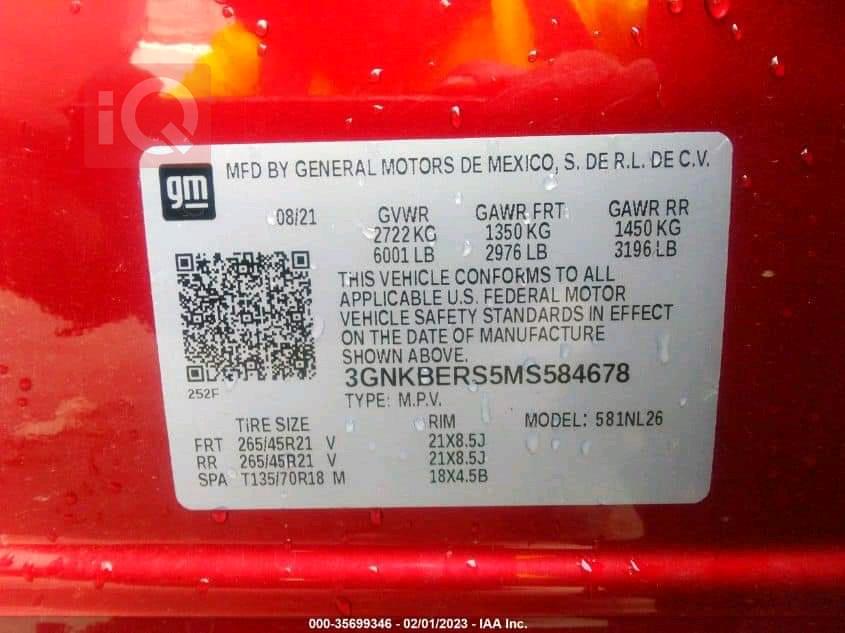 iQ
gm
MFD BY GENERAL MOTORS DE MEXICO, S. DE R.L. DE C.V.
08/21 GVWR GAWR FRT GAWR RR
2722 KG 1350 KG 1450 KG
6001 LB 2976 LB 3196 LB
THIS VEHICLE CONFORMS TO ALL
APPLICABLE U.S. FEDERAL MOTOR
VEHICLE SAFETY STANDARDS IN EFFECT
ON THE DATE OF MANUFACTURE
SHOWN ABOVE.
252F
3GNKBERS5MS584678
TYPE: M.P.V.
TIRE SIZE RIM MODEL: 581NL26
FRT 265/45R21 V 21X8.5J
RR 265/45R21 V 21X8.5J
SPA T135/70R18 M 18X4.5B
000-35699346 - 02/01/2023 - IAA Inc.